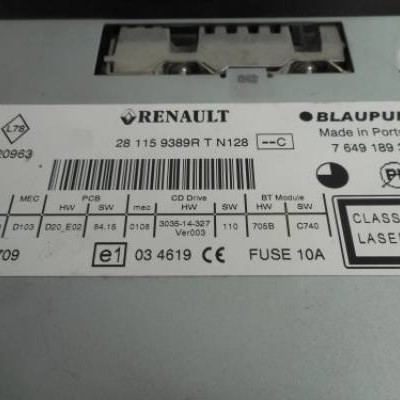 L78
RENAULT
BLAUPUN
20963
28 115 9389R T N128
--C
Made in Port
7 649 189
MEC PCB CD Drive BT Module
HW SW mec HW SW HW SW
D103 D20_E02 84.15 0106 3035-14-327 Ver003 110 705B C740
CLASS
LASE
709
e1
03 4619 CE FUSE 10A